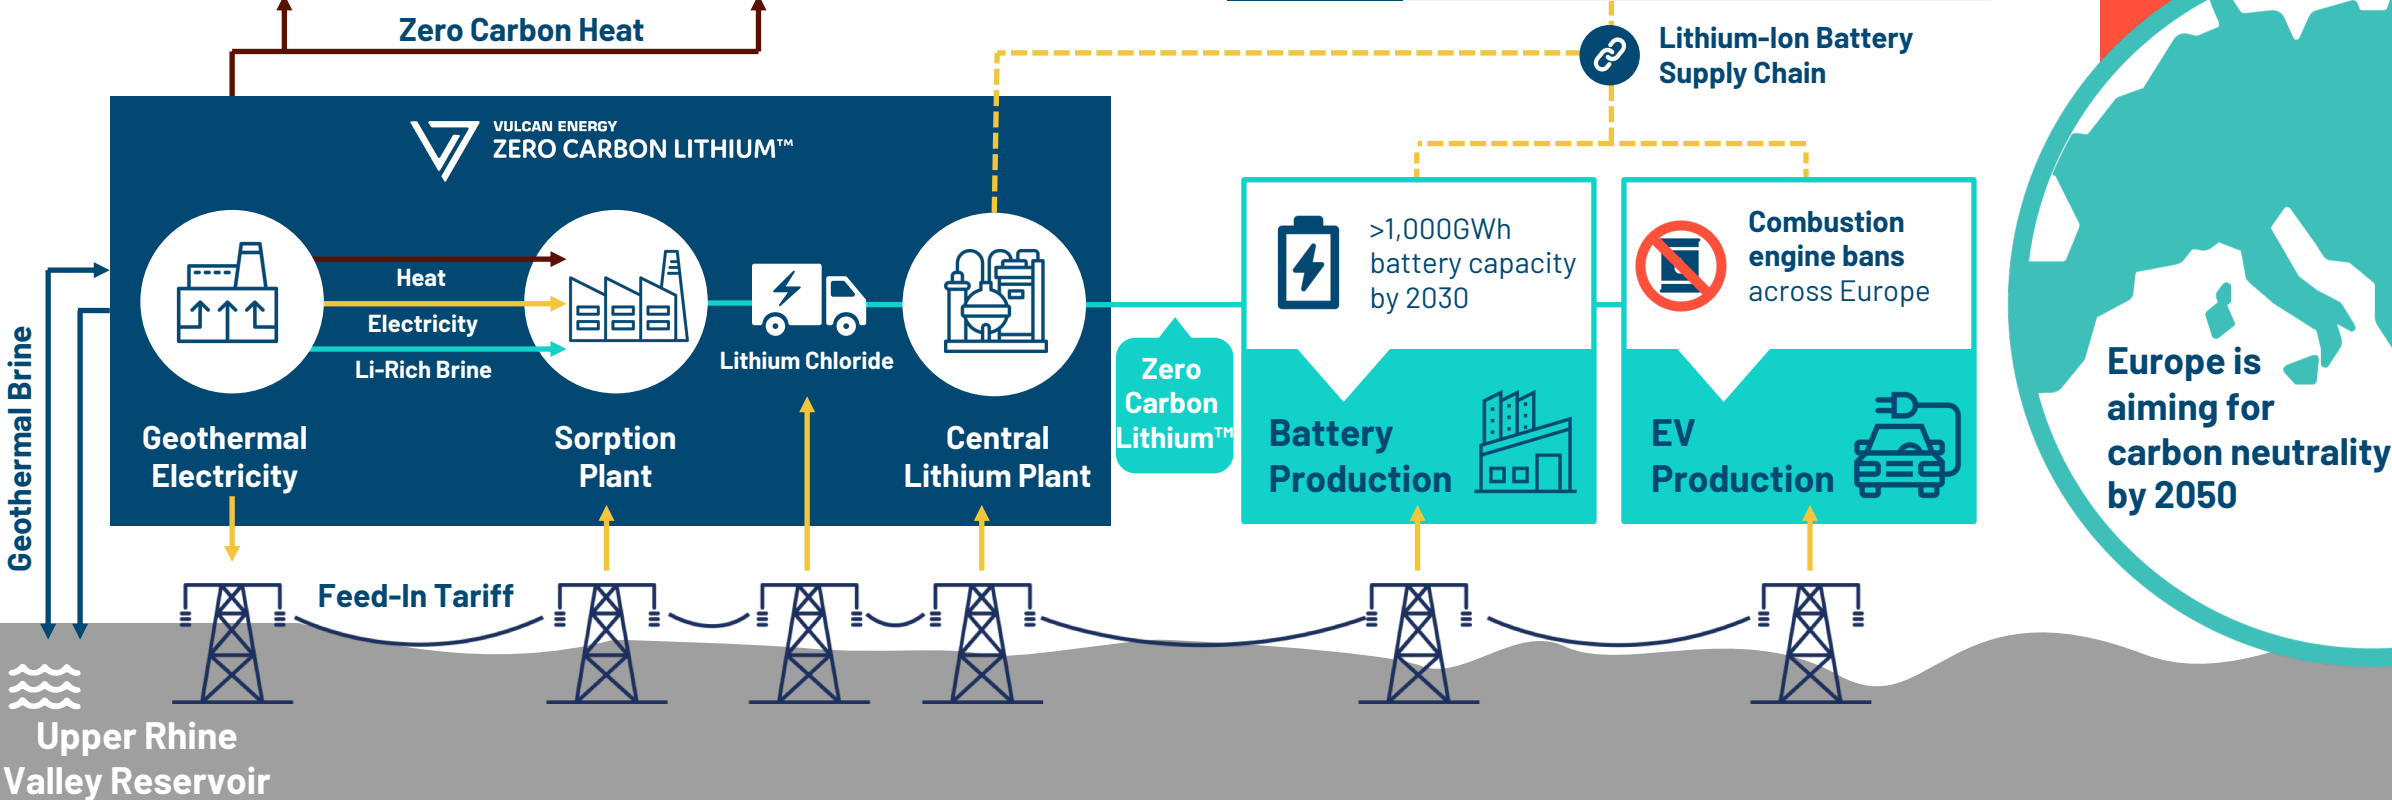 Zero Carbon Heat
Lithium-Ion Battery
Supply Chain
VULCAN ENERGY
ZERO CARBON LITHIUM™
Geothermal Brine
Heat
Electricity
Li-Rich Brine
Lithium Chloride
Geothermal
Electricity
Sorption
Plant
Central
Lithium Plant
Zero
Carbon
Lithium™
>1,000GWh
battery capacity
by 2030
Battery
Production
Combustion
engine bans
across Europe
EV
Production
Europe is
aiming for
carbon neutrality
by 2050
Feed-In Tariff
Upper Rhine
Valley Reservoir